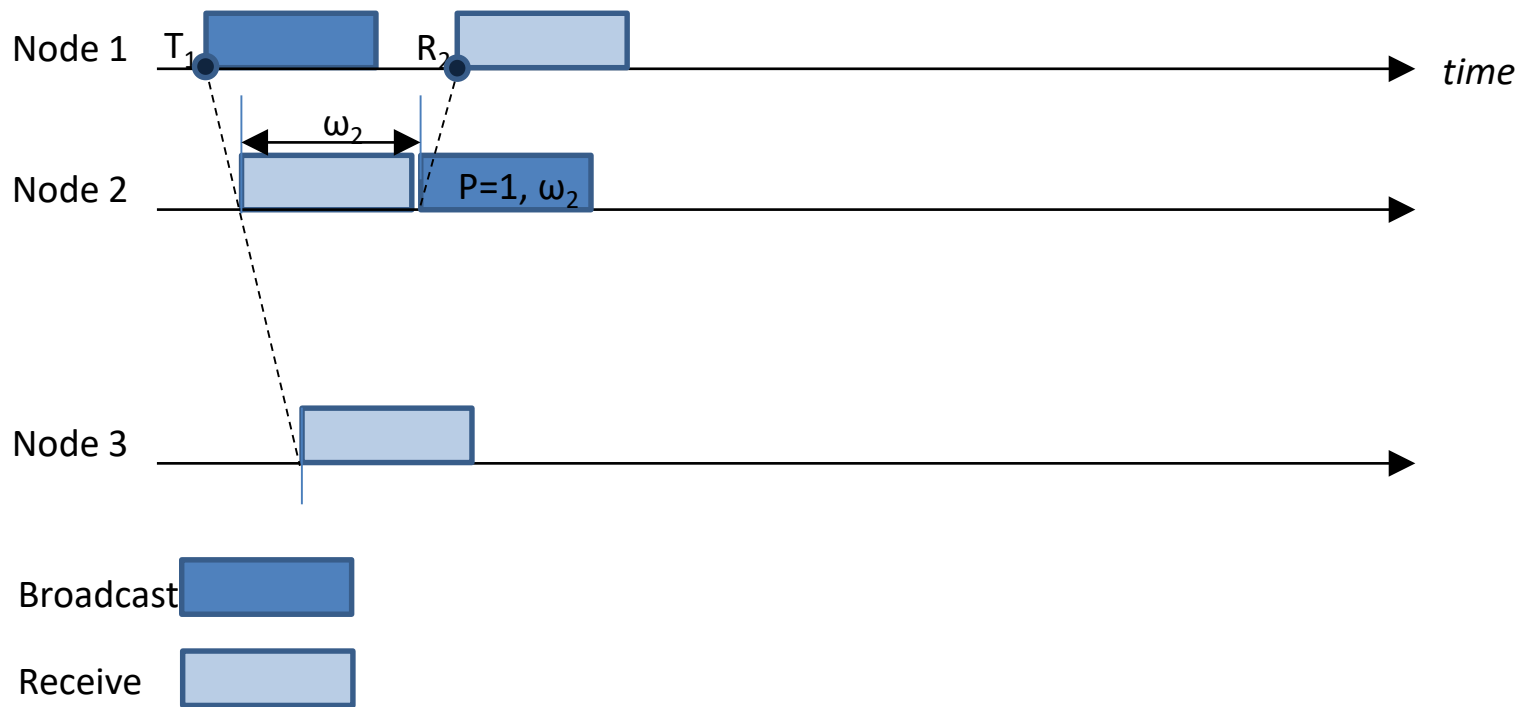 Node 1
T₁
R₂
time
ω₂
Node 2
P=1, ω₂
Node 3
Broadcast
Receive